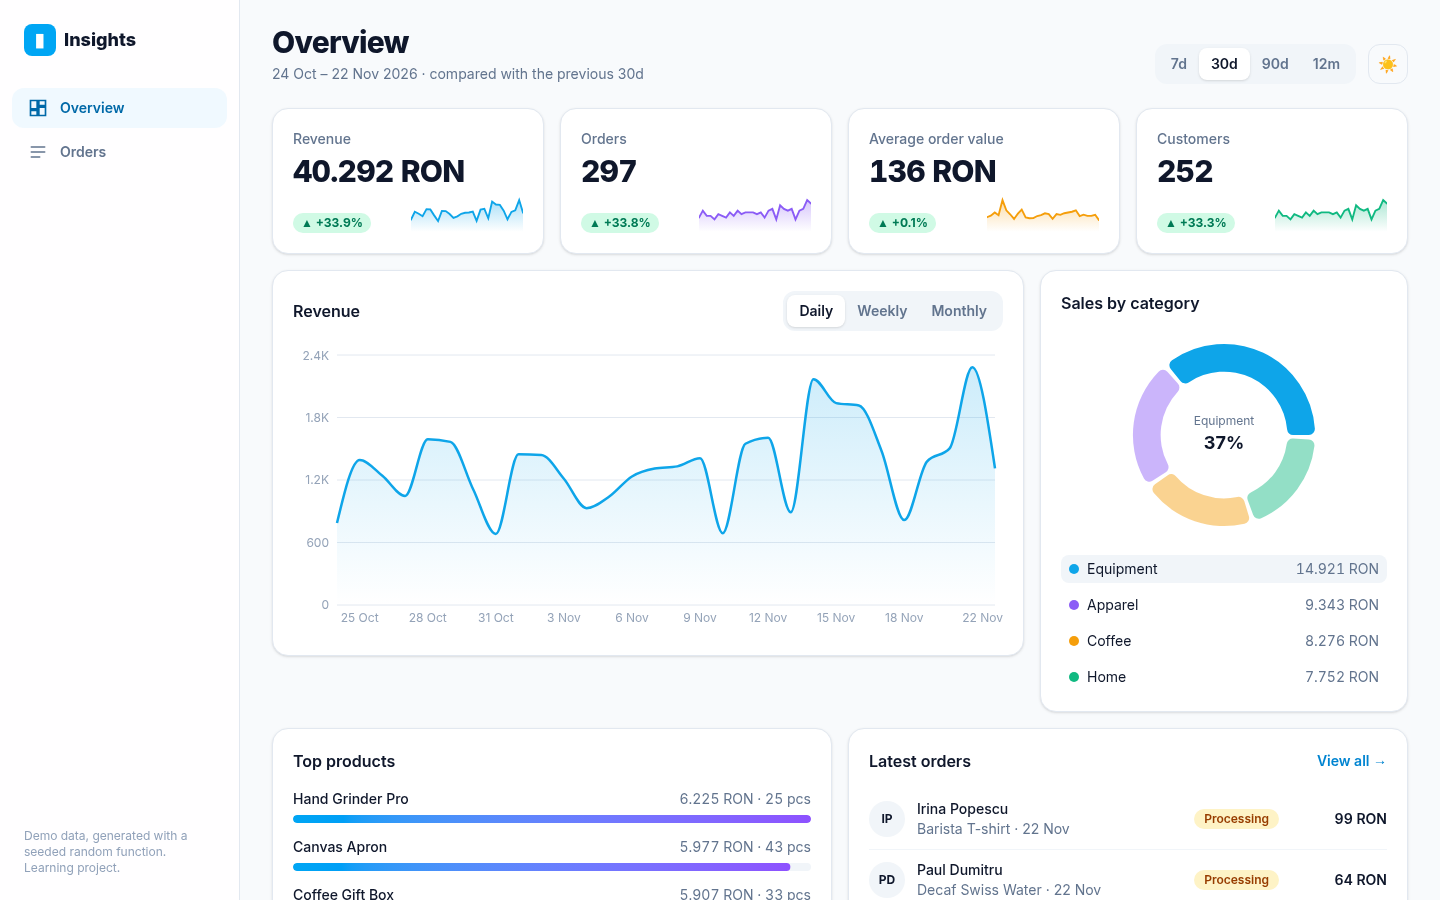 Insights
Overview
Orders
Demo data, generated with a
seeded random function.
Learning project.
Overview
24 Oct – 22 Nov 2026 · compared with the previous 30d
7d 30d 90d 12m
Revenue
40.292 RON
▲ +33.9%
Orders
297
▲ +33.8%
Average order value
136 RON
▲ +0.1%
Customers
252
▲ +33.3%
Revenue
Daily Weekly Monthly
2.4K
1.8K
1.2K
600
0
25 Oct 28 Oct 31 Oct 3 Nov 6 Nov 9 Nov 12 Nov 15 Nov 18 Nov 22 Nov
Sales by category
Equipment
37%
Equipment 14.921 RON
Apparel 9.343 RON
Coffee 8.276 RON
Home 7.752 RON
Top products
Hand Grinder Pro 6.225 RON · 25 pcs
Canvas Apron 5.977 RON · 43 pcs
Coffee Gift Box 5.907 RON · 33 pcs
Latest orders View all →
IP Irina Popescu
Barista T-shirt · 22 Nov
Processing 99 RON
PD Paul Dumitru
Decaf Swiss Water · 22 Nov
Processing 64 RON